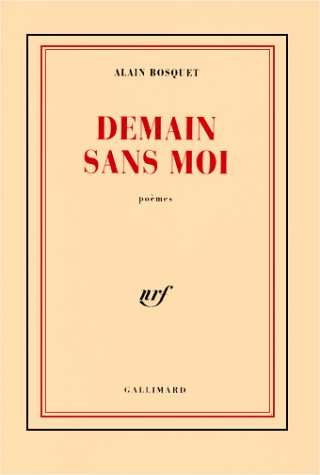 ALAIN BOSQUET
DEMAIN
SANS MOI
poèmes
nrf
GALLIMARD